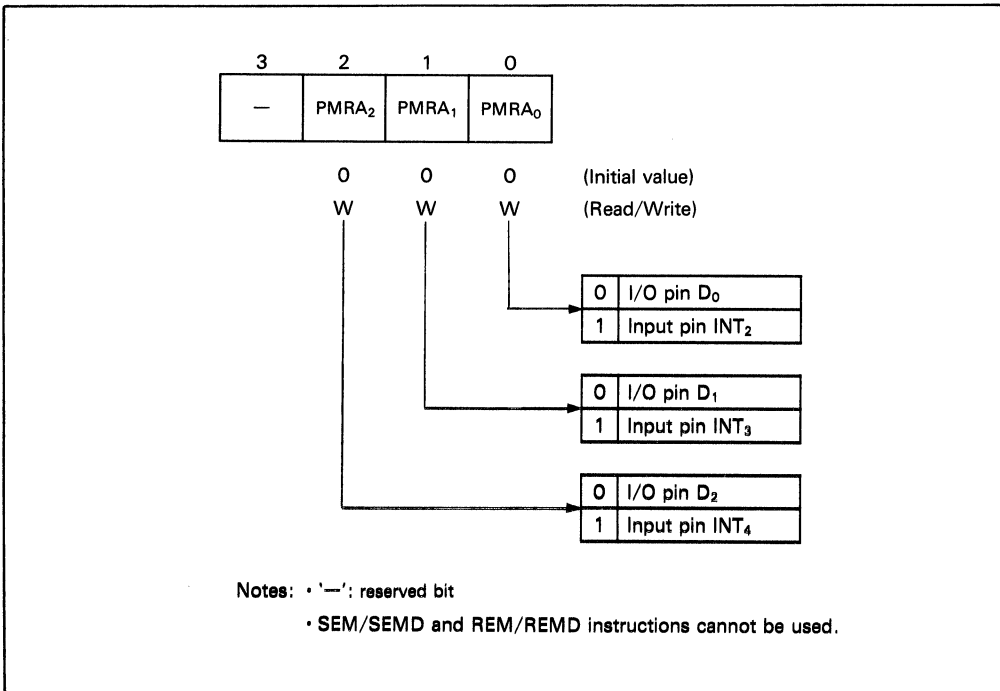 3 2 1 0
— PMRA₂ PMRA₁ PMRA₀
0 0 0 (Initial value)
W W W (Read/Write)
0 I/O pin D₀
1 Input pin INT₂
0 I/O pin D₁
1 Input pin INT₃
0 I/O pin D₂
1 Input pin INT₄
Notes: • '—': reserved bit
• SEM/SEMD and REM/REMD instructions cannot be used.